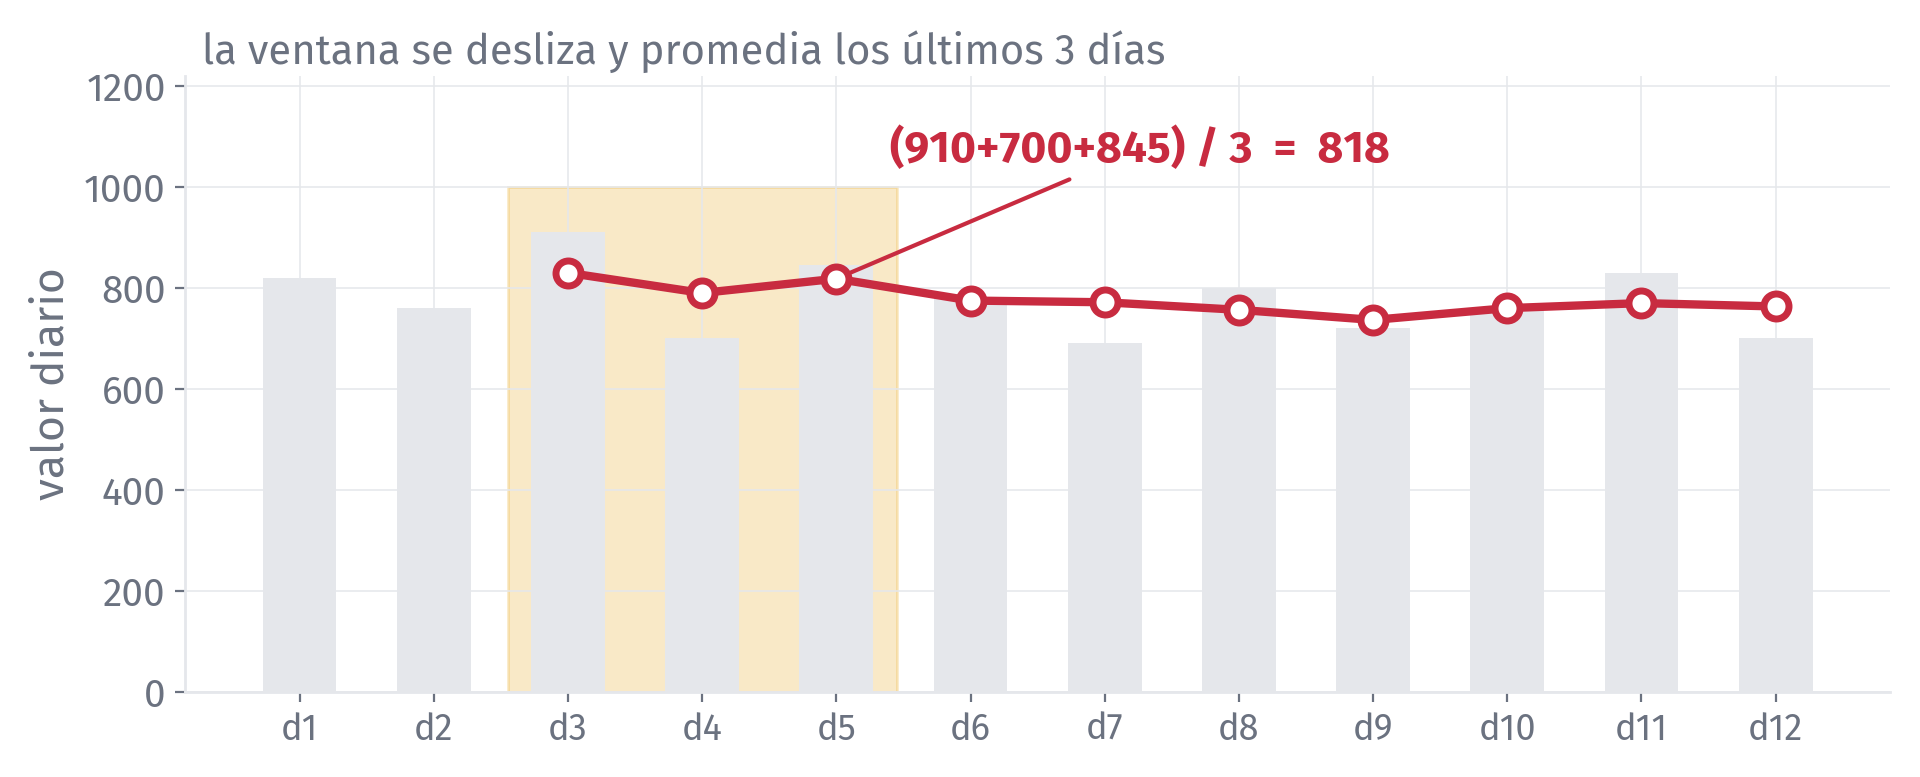 la ventana se desliza y promedia los últimos 3 días
(910+700+845) / 3 = 818
valor diario
1200
1000
800
600
400
200
0
d1 d2 d3 d4 d5 d6 d7 d8 d9 d10 d11 d12